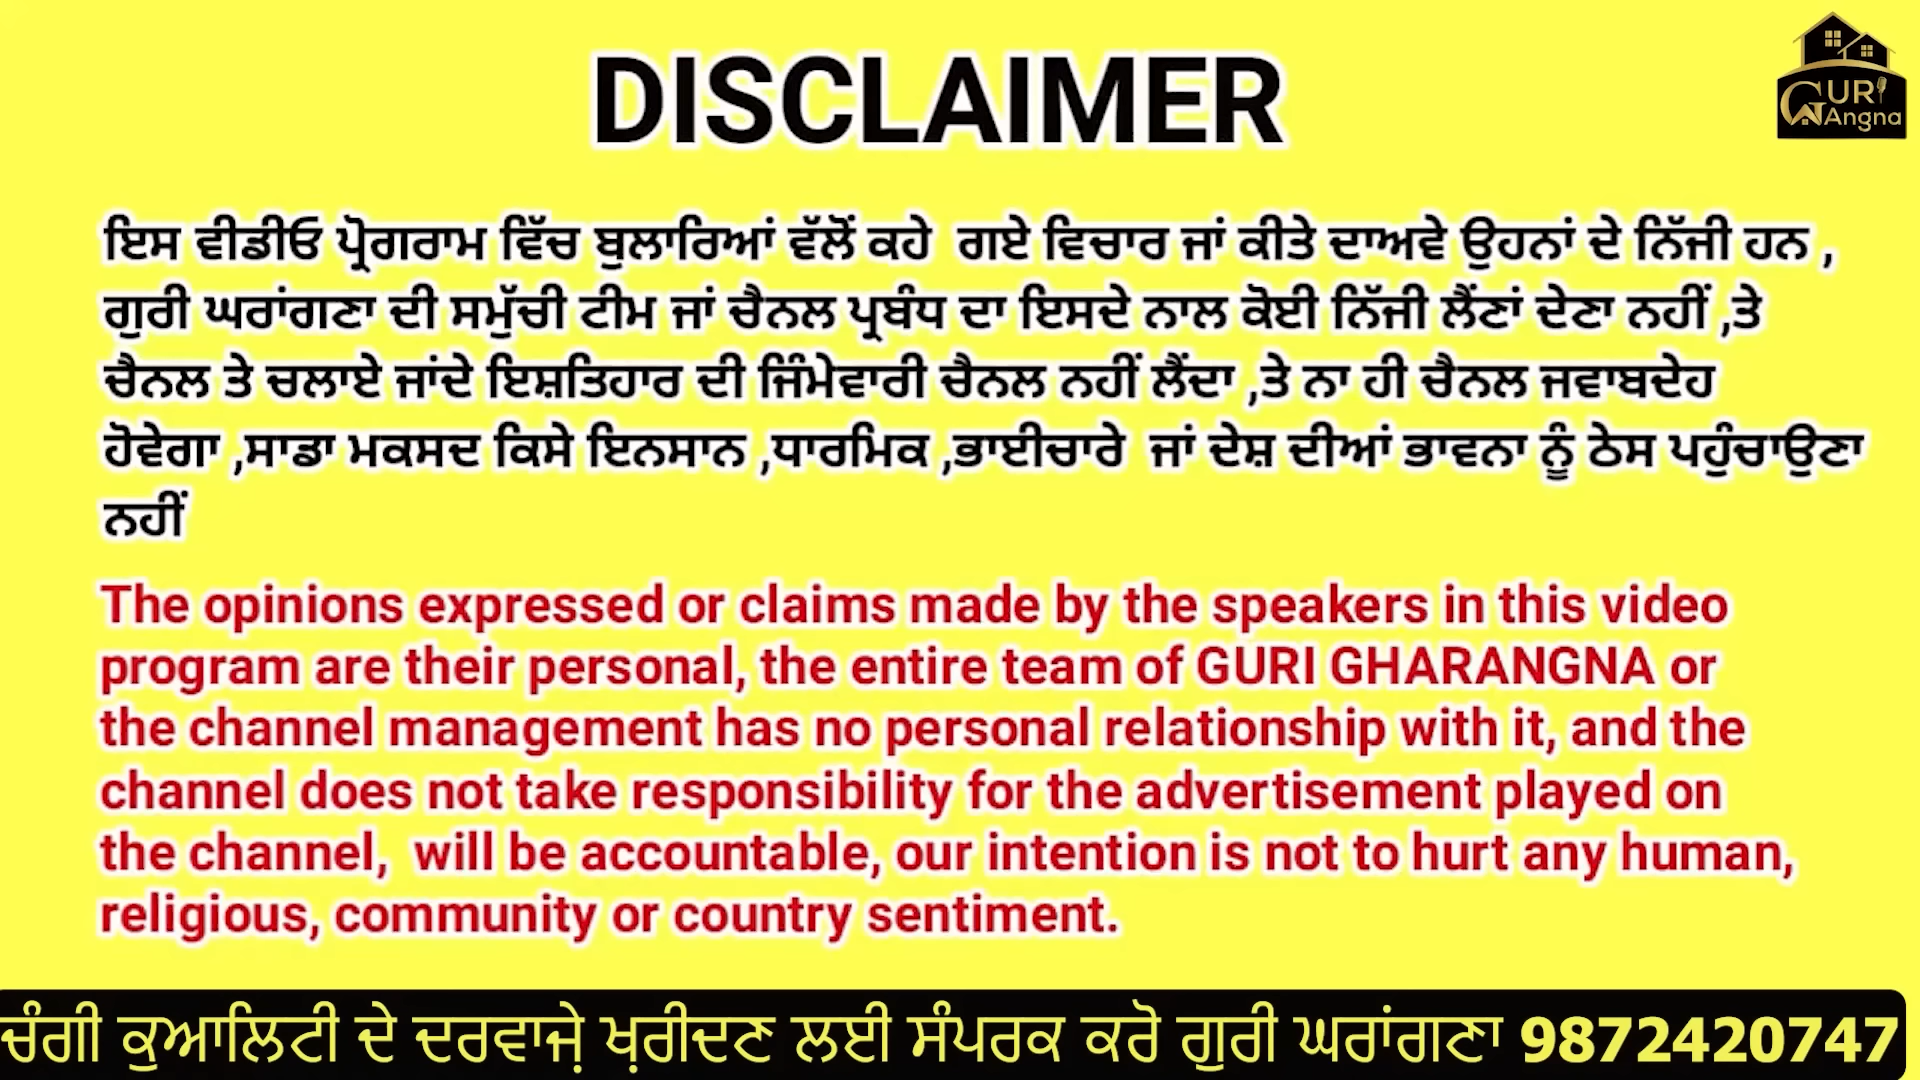 DISCLAIMER
GURI
Angna
ਇਸ ਵੀਡੀਓ ਪ੍ਰੋਗਰਾਮ ਵਿੱਚ ਬੁਲਾਰਿਆਂ ਵੱਲੋਂ ਕਹੇ ਗਏ ਵਿਚਾਰ ਜਾਂ ਕੀਤੇ ਦਾਅਵੇ ਉਹਨਾਂ ਦੇ ਨਿੱਜੀ ਹਨ ,
ਗੁਰੀ ਘਰਾਂਗਣਾ ਦੀ ਸਮੁੱਚੀ ਟੀਮ ਜਾਂ ਚੈਨਲ ਪ੍ਰਬੰਧ ਦਾ ਇਸਦੇ ਨਾਲ ਕੋਈ ਨਿੱਜੀ ਲੈਂਣਾਂ ਦੇਣਾ ਨਹੀਂ ,ਤੇ
ਚੈਨਲ ਤੇ ਚਲਾਏ ਜਾਂਦੇ ਇਸ਼ਤਿਹਾਰ ਦੀ ਜਿੰਮੇਵਾਰੀ ਚੈਨਲ ਨਹੀਂ ਲੈਂਦਾ ,ਤੇ ਨਾ ਹੀ ਚੈਨਲ ਜਵਾਬਦੇਹ
ਹੋਵੇਗਾ ,ਸਾਡਾ ਮਕਸਦ ਕਿਸੇ ਇਨਸਾਨ ,ਧਾਰਮਿਕ ,ਭਾਈਚਾਰੇ ਜਾਂ ਦੇਸ਼ ਦੀਆਂ ਭਾਵਨਾ ਨੂੰ ਠੇਸ ਪਹੁੰਚਾਉਣਾ
ਨਹੀਂ
The opinions expressed or claims made by the speakers in this video
program are their personal, the entire team of GURI GHARANGNA or
the channel management has no personal relationship with it, and the
channel does not take responsibility for the advertisement played on
the channel, will be accountable, our intention is not to hurt any human,
religious, community or country sentiment.
ਚੰਗੀ ਕੁਆਲਿਟੀ ਦੇ ਦਰਵਾਜ਼ੇ ਖ਼ਰੀਦਣ ਲਈ ਸੰਪਰਕ ਕਰੋ ਗੁਰੀ ਘਰਾਂਗਣਾ 9872420747